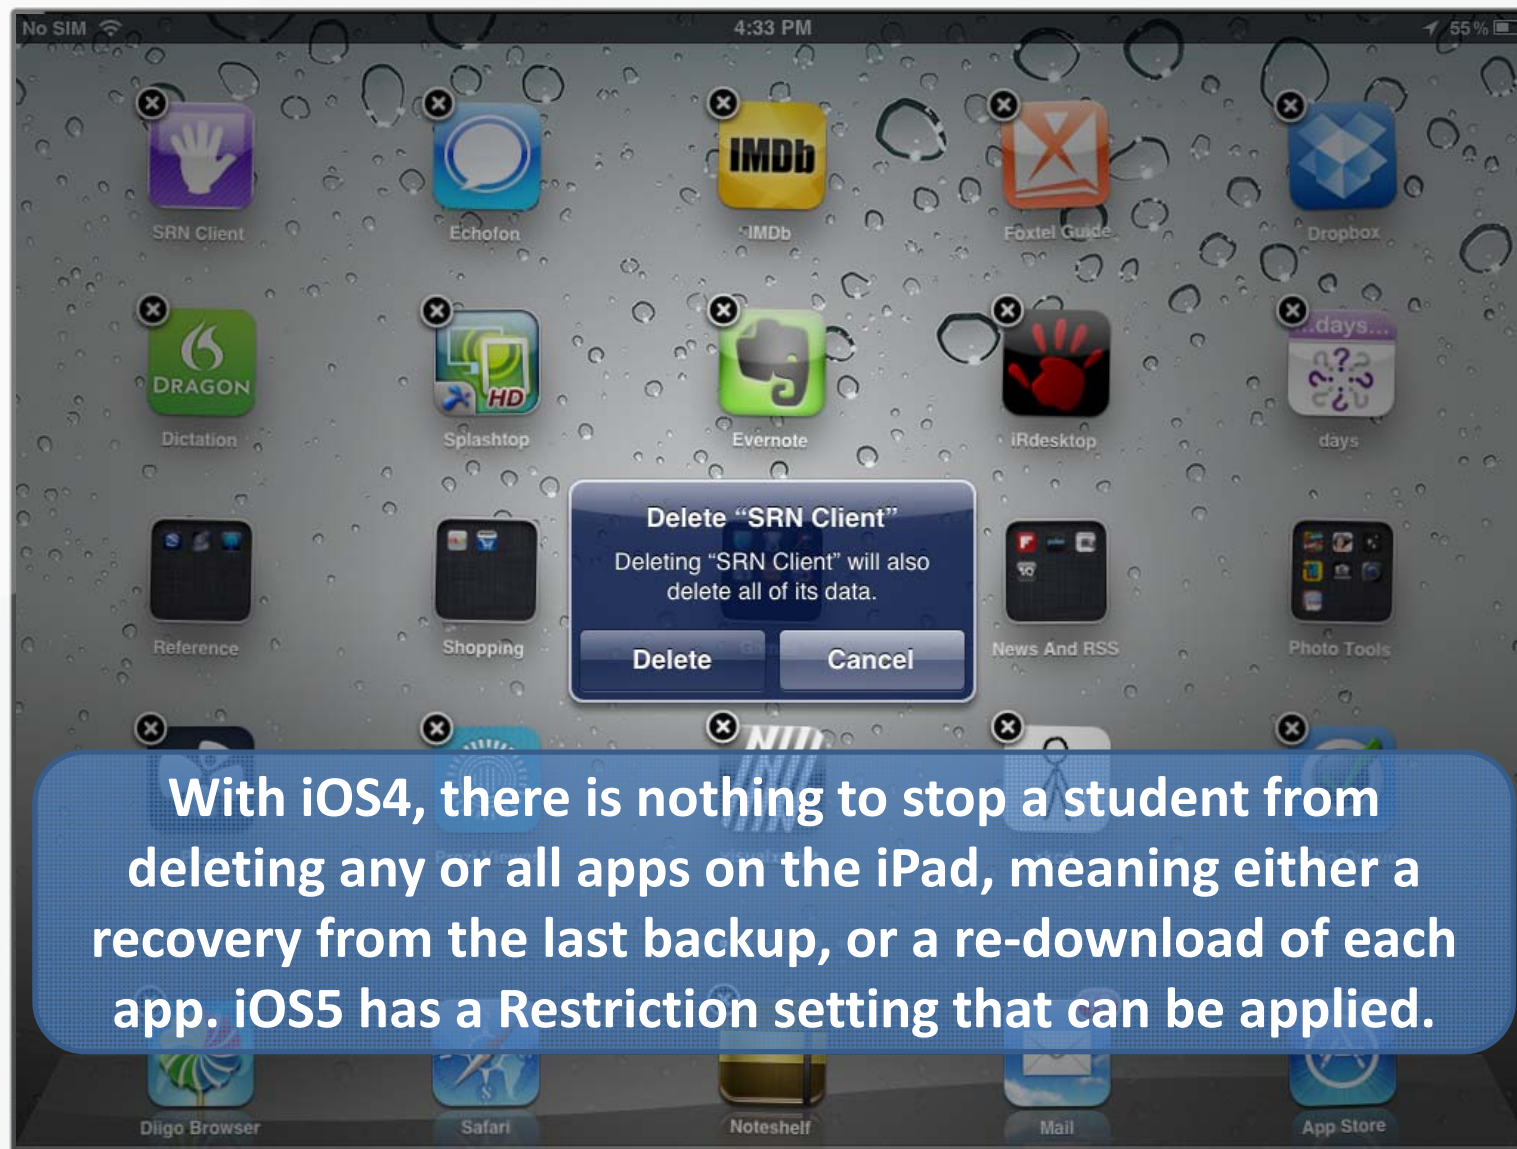 No SIM 4:33 PM 55%
IMDb
SRN Client Echofon IMDb Foxtel Guide Dropbox
...days...
DRAGON HD
Dictation Splashtop Evernote iRdesktop days
Delete “SRN Client”
Deleting “SRN Client” will also
delete all of its data.
Reference Shopping News And RSS Photo Tools
Delete Cancel
With iOS4, there is nothing to stop a student from
deleting any or all apps on the iPad, meaning either a
recovery from the last backup, or a re-download of each
app. iOS5 has a Restriction setting that can be applied.
Diigo Browser Safari Noteshelf Mail App Store